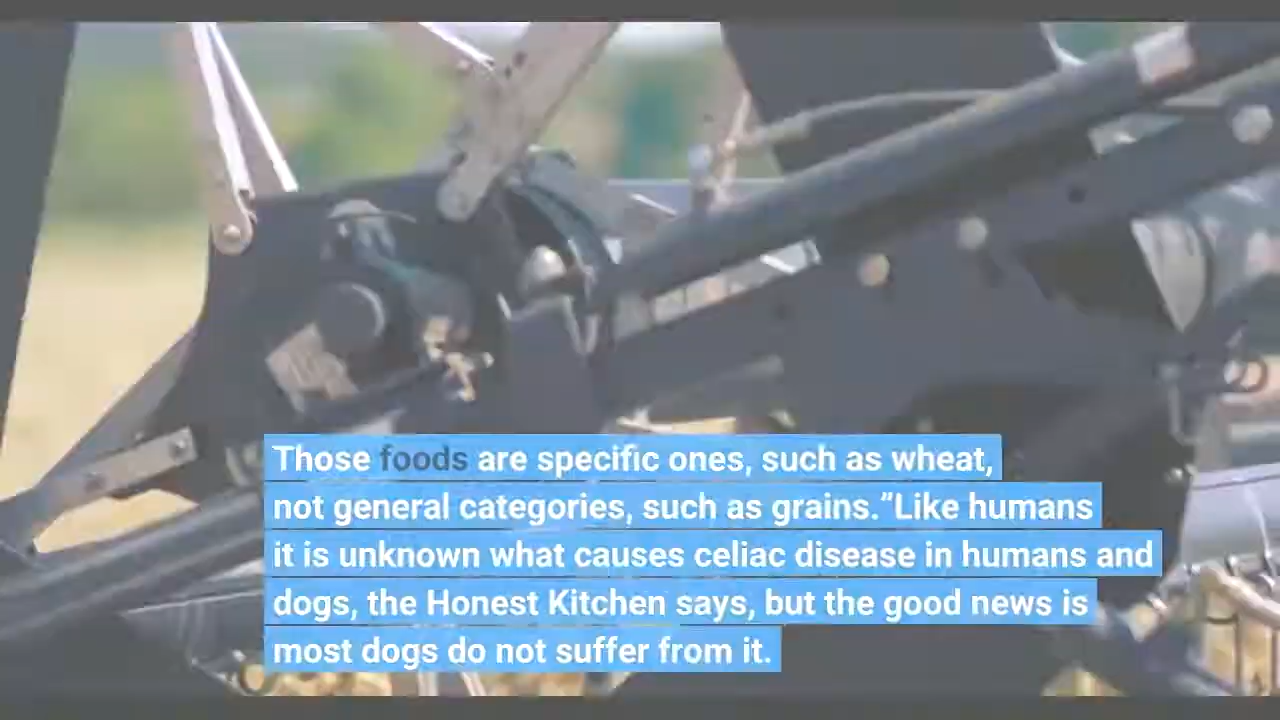 Those foods are specific ones, such as wheat,
not general categories, such as grains.”Like humans
it is unknown what causes celiac disease in humans and
dogs, the Honest Kitchen says, but the good news is
most dogs do not suffer from it.